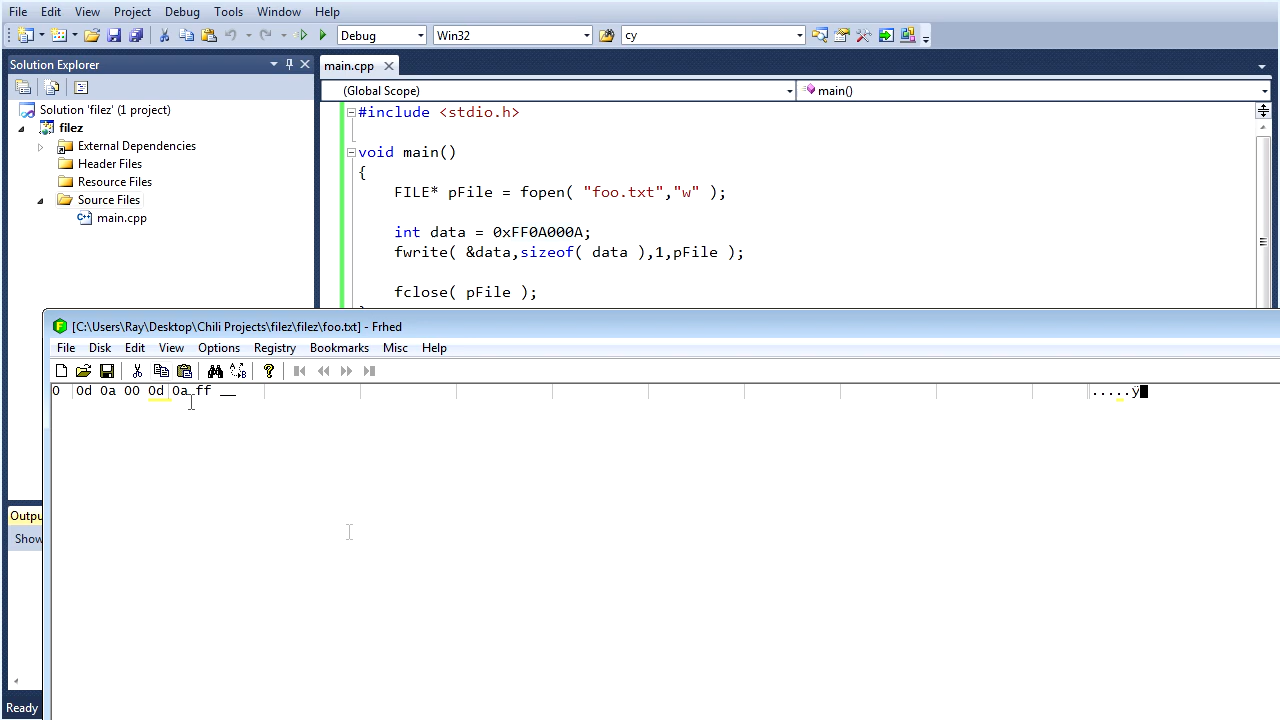 File Edit View Project Debug Tools Window Help
Debug Win32 cy
Solution Explorer
main.cpp
(Global Scope) main()
Solution 'filez' (1 project)
filez
External Dependencies
Header Files
Resource Files
Source Files
main.cpp
#include <stdio.h>
void main()
{
FILE* pFile = fopen( "foo.txt","w" );
int data = 0xFF0A000A;
fwrite( &data,sizeof( data ),1,pFile );
fclose( pFile );
[C:\Users\Ray\Desktop\Chili Projects\filez\filez\foo.txt] - Frhed
File Disk Edit View Options Registry Bookmarks Misc Help
0 0d 0a 00 0d 0a ff __ .....ÿ
Outpu
Show
Ready